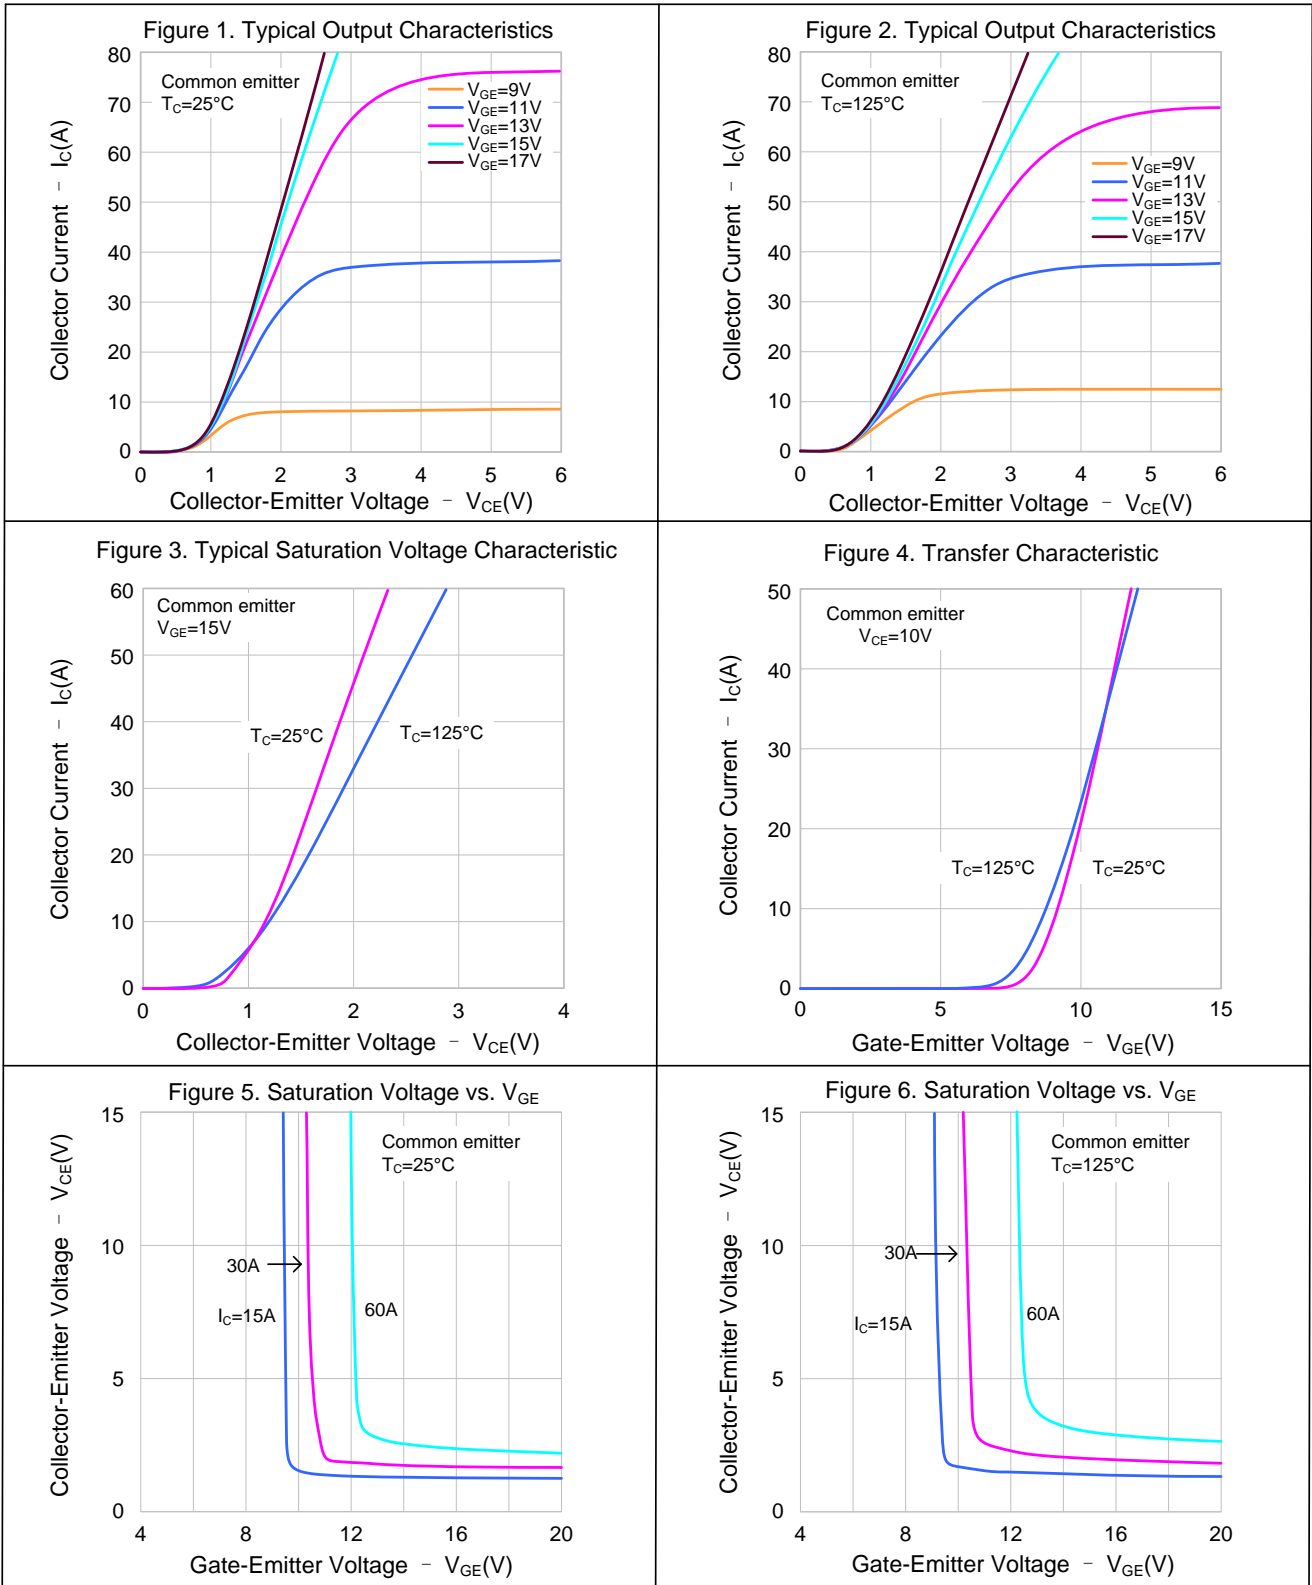 Figure 1. Typical Output Characteristics
Collector Current － IC(A)
80
70
60
50
40
30
20
10
0
Common emitter
TC=25°C
VGE=9V
VGE=11V
VGE=13V
VGE=15V
VGE=17V
0 1 2 3 4 5 6
Collector-Emitter Voltage － VCE(V)
Figure 2. Typical Output Characteristics
Collector Current － IC(A)
80
70
60
50
40
30
20
10
0
Common emitter
TC=125°C
VGE=9V
VGE=11V
VGE=13V
VGE=15V
VGE=17V
0 1 2 3 4 5 6
Collector-Emitter Voltage － VCE(V)
Figure 3. Typical Saturation Voltage Characteristic
Collector Current － IC(A)
60
50
40
30
20
10
0
Common emitter
VGE=15V
TC=25°C
TC=125°C
0 1 2 3 4
Collector-Emitter Voltage － VCE(V)
Figure 4. Transfer Characteristic
Collector Current － IC(A)
50
40
30
20
10
0
Common emitter
VCE=10V
TC=125°C
TC=25°C
0 5 10 15
Gate-Emitter Voltage － VGE(V)
Figure 5. Saturation Voltage vs. VGE
Collector-Emitter Voltage － VCE(V)
15
10
5
0
Common emitter
TC=25°C
30A
IC=15A
60A
4 8 12 16 20
Gate-Emitter Voltage － VGE(V)
Figure 6. Saturation Voltage vs. VGE
Collector-Emitter Voltage － VCE(V)
15
10
5
0
Common emitter
TC=125°C
30A
IC=15A
60A
4 8 12 16 20
Gate-Emitter Voltage － VGE(V)